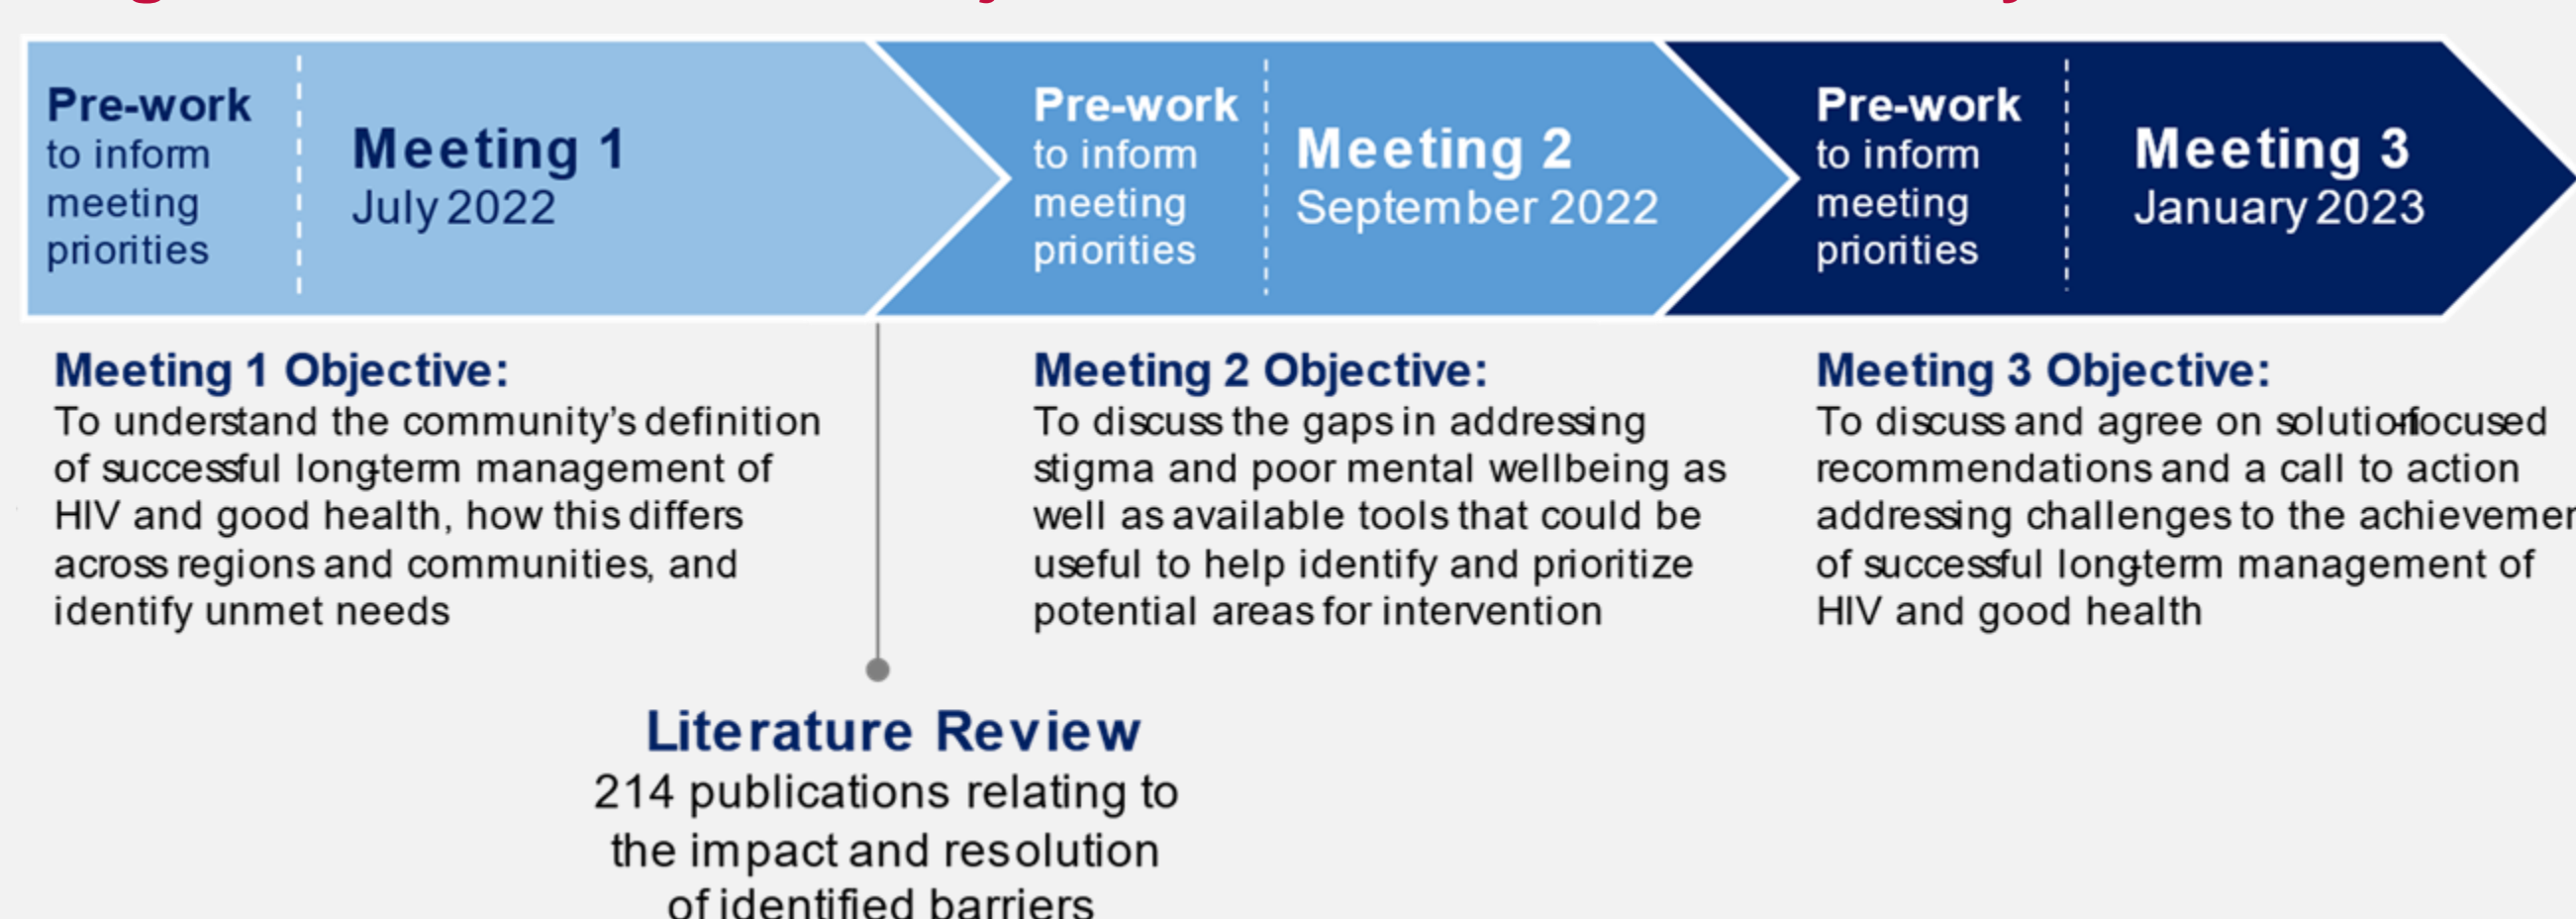 Pre-work
to inform
meeting
priorities
Meeting 1
July 2022
Pre-work
to inform
meeting
priorities
Meeting 2
September 2022
Pre-work
to inform
meeting
priorities
Meeting 3
January 2023
Meeting 1 Objective:
To understand the community’s definition
of successful long-term management of
HIV and good health, how this differs
across regions and communities, and
identify unmet needs
Meeting 2 Objective:
To discuss the gaps in addressing
stigma and poor mental wellbeing as
well as available tools that could be
useful to help identify and prioritize
potential areas for intervention
Meeting 3 Objective:
To discuss and agree on solution-focused
recommendations and a call to action
addressing challenges to the achievemen
of successful long-term management of
HIV and good health
Literature Review
214 publications relating to
the impact and resolution
of identified barriers